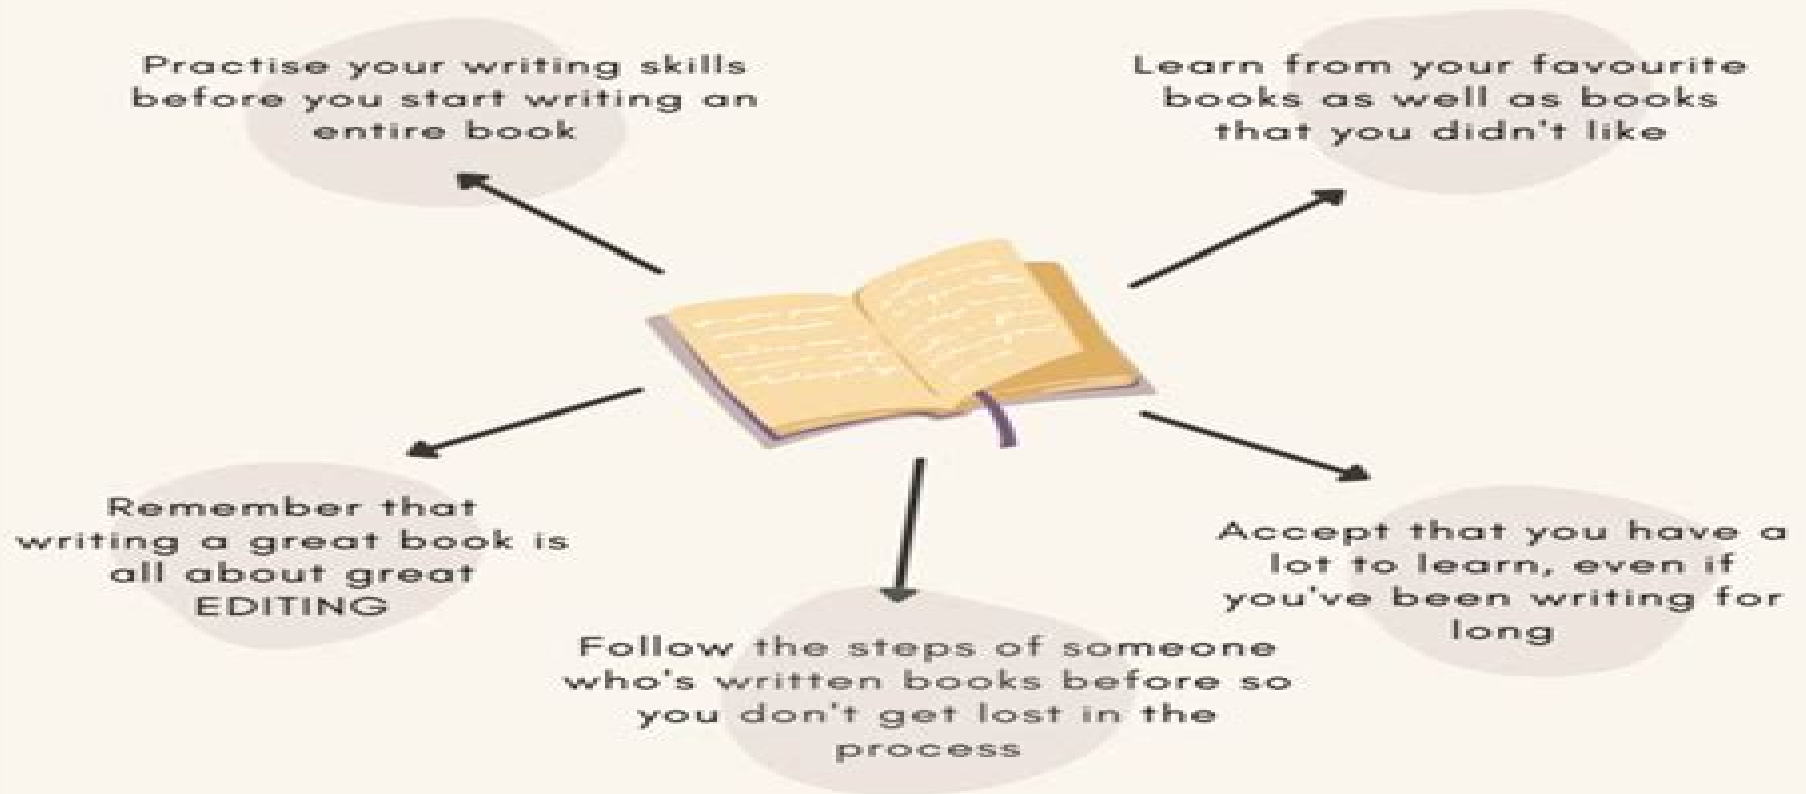 Practise your writing skills
before you start writing an
entire book
Learn from your favourite
books as well as books
that you didn't like
Remember that
writing a great book is
all about great
EDITING
Follow the steps of someone
who's written books before so
you don't get lost in the
process
Accept that you have a
lot to learn, even if
you've been writing for
long